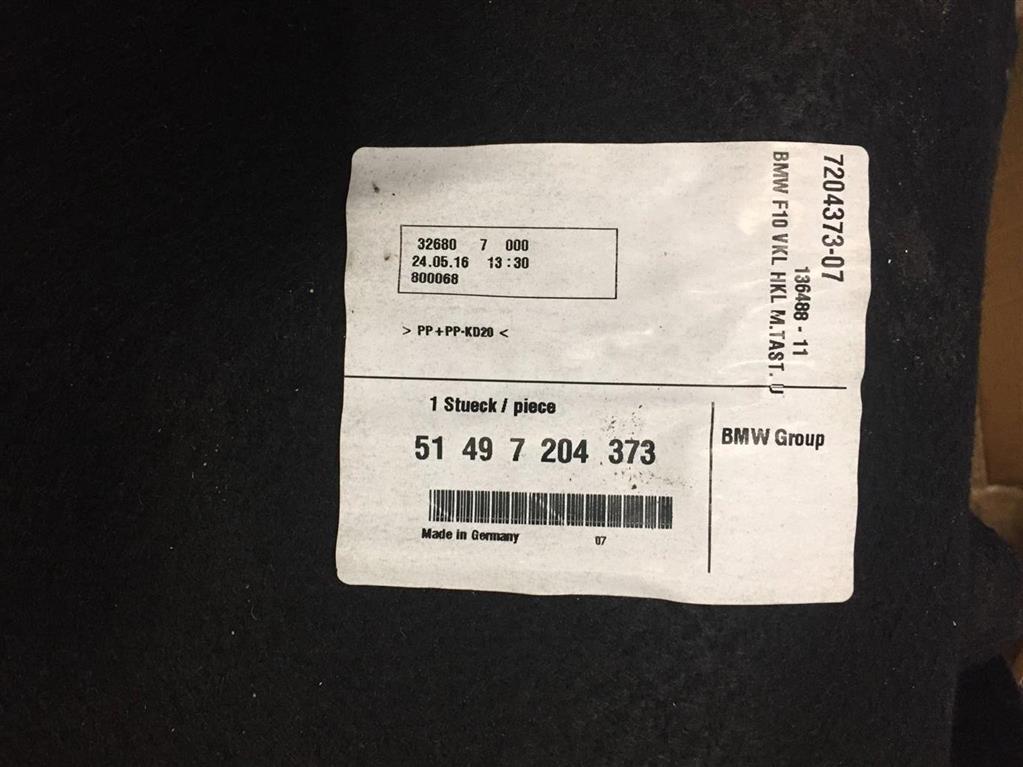 7204373-07
136488 - 11
BMW F10 VKL HKL M.TAST. U
32680 7 000
24.05.16 13:30
800068
> PP+PP-KD20 <
1 Stueck / piece
51 49 7 204 373
BMW Group
Made in Germany 07